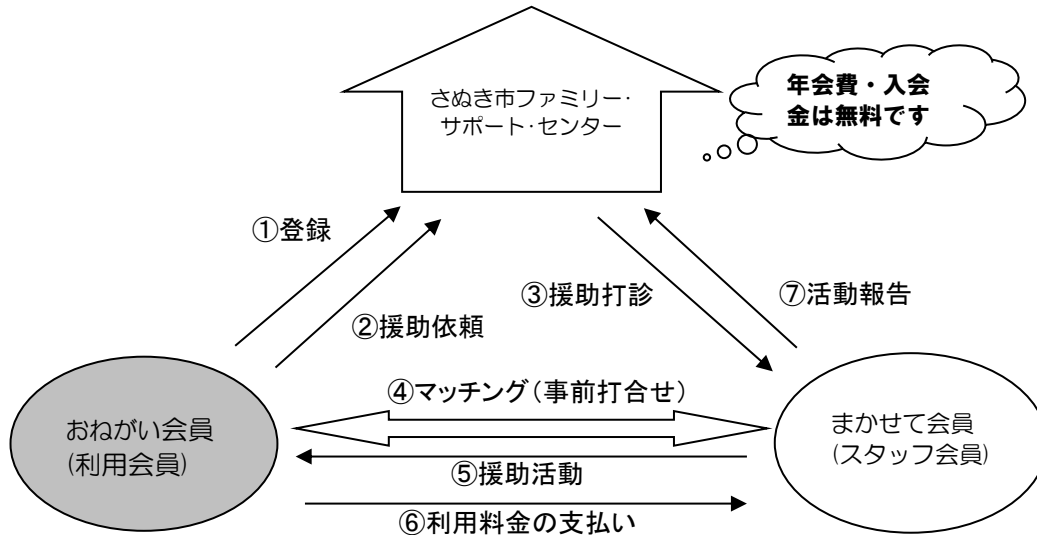 さぬき市ファミリー・
サポート・センター
年会費・入会
金は無料です
①登録
②援助依頼
③援助打診
⑦活動報告
④マッチング(事前打合せ)
おねがい会員
(利用会員)
まかせて会員
(スタッフ会員)
⑤援助活動
⑥利用料金の支払い